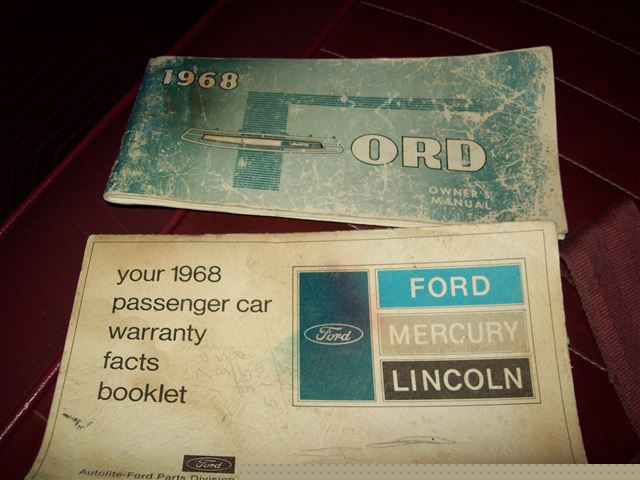 1968
FORD
OWNER'S
MANUAL
your 1968
passenger car
warranty
facts
booklet
Ford
FORD
MERCURY
LINCOLN
Ford
Autolite-Ford Parts Division